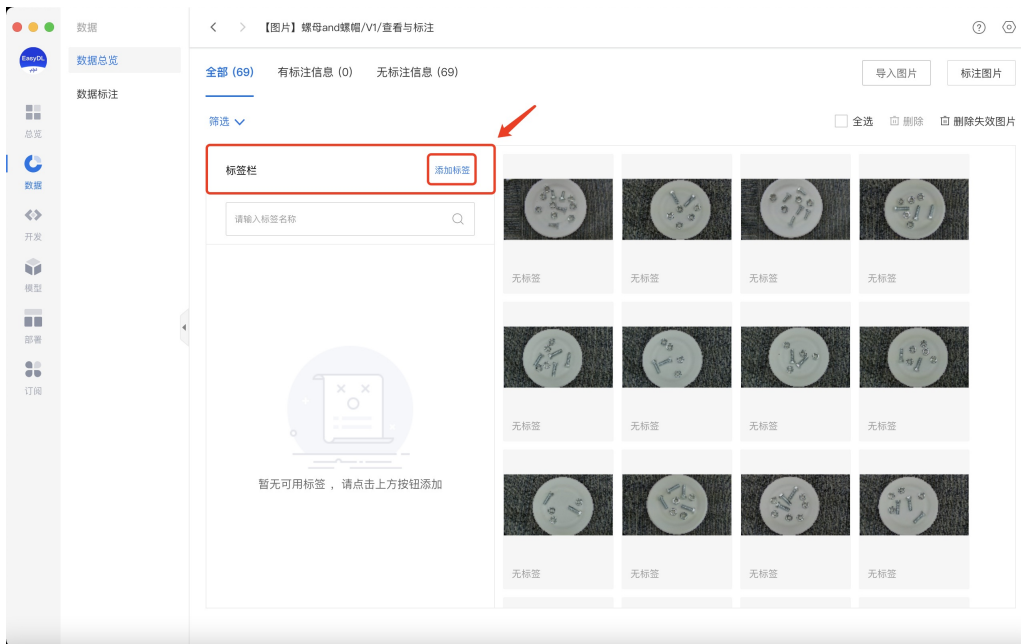 数据
【图片】螺母and螺帽/V1/查看与标注
EasyDL
数据总览
数据标注
总览
数据
开发
模型
部署
订阅
全部 (69)
有标注信息 (0)
无标注信息 (69)
导入图片
标注图片
筛选
全选
删除
删除失效图片
标签栏
添加标签
请输入标签名称
暂无可用标签 ，请点击上方按钮添加
无标签
无标签
无标签
无标签
无标签
无标签
无标签
无标签
无标签
无标签
无标签
无标签